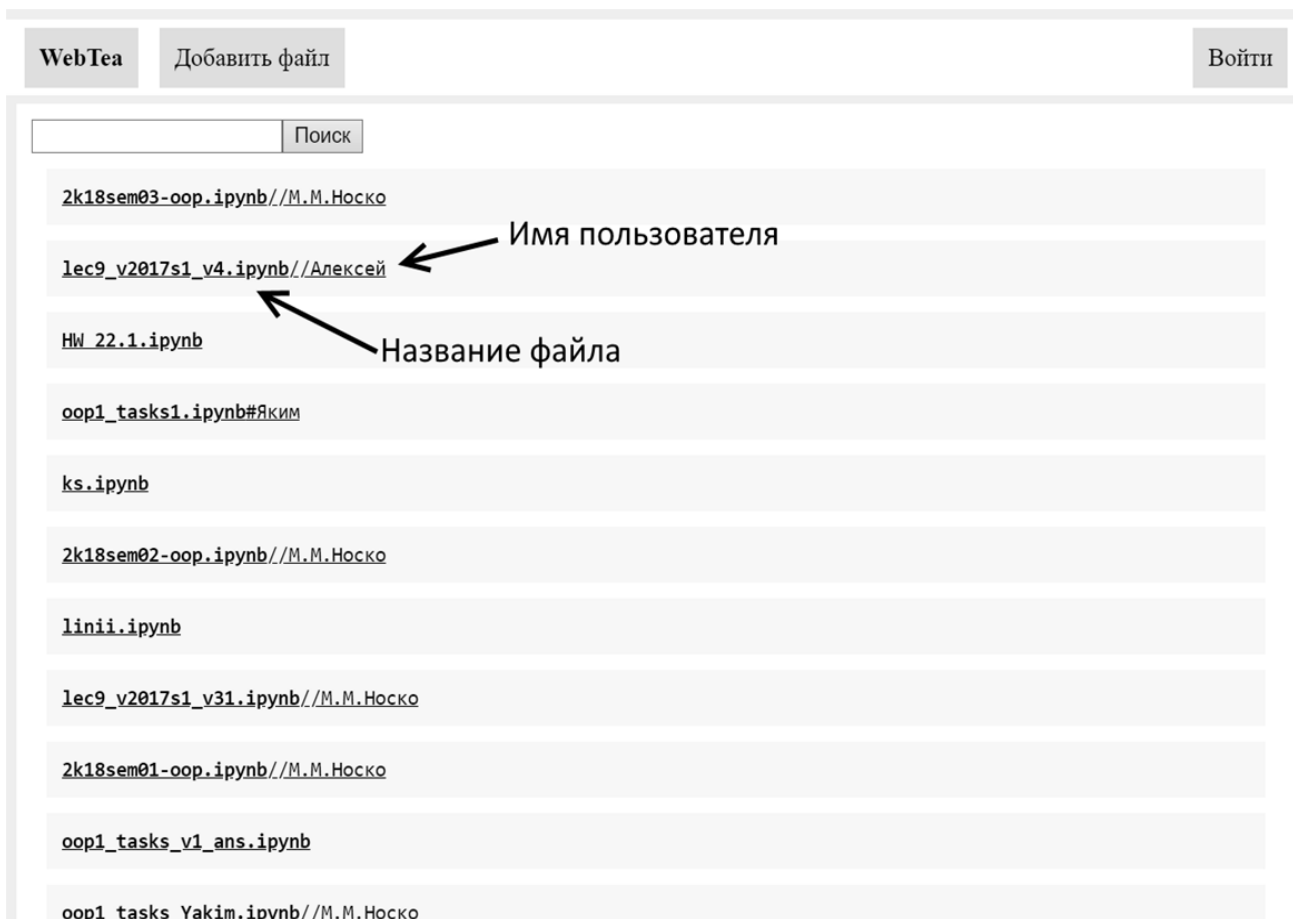 WebTea Добавить файл Войти
Поиск
2k18sem03-oop.ipynb//М.М.Носко
Имя пользователя
lec9_v2017s1_v4.ipynb//Алексей
HW_22.1.ipynb
Название файла
oop1_tasks1.ipynb#Яким
ks.ipynb
2k18sem02-oop.ipynb//М.М.Носко
linii.ipynb
lec9_v2017s1_v31.ipynb//М.М.Носко
2k18sem01-oop.ipynb//М.М.Носко
oop1_tasks_v1_ans.ipynb
oop1_tasks_Yakim.ipynb//М.М.Носко